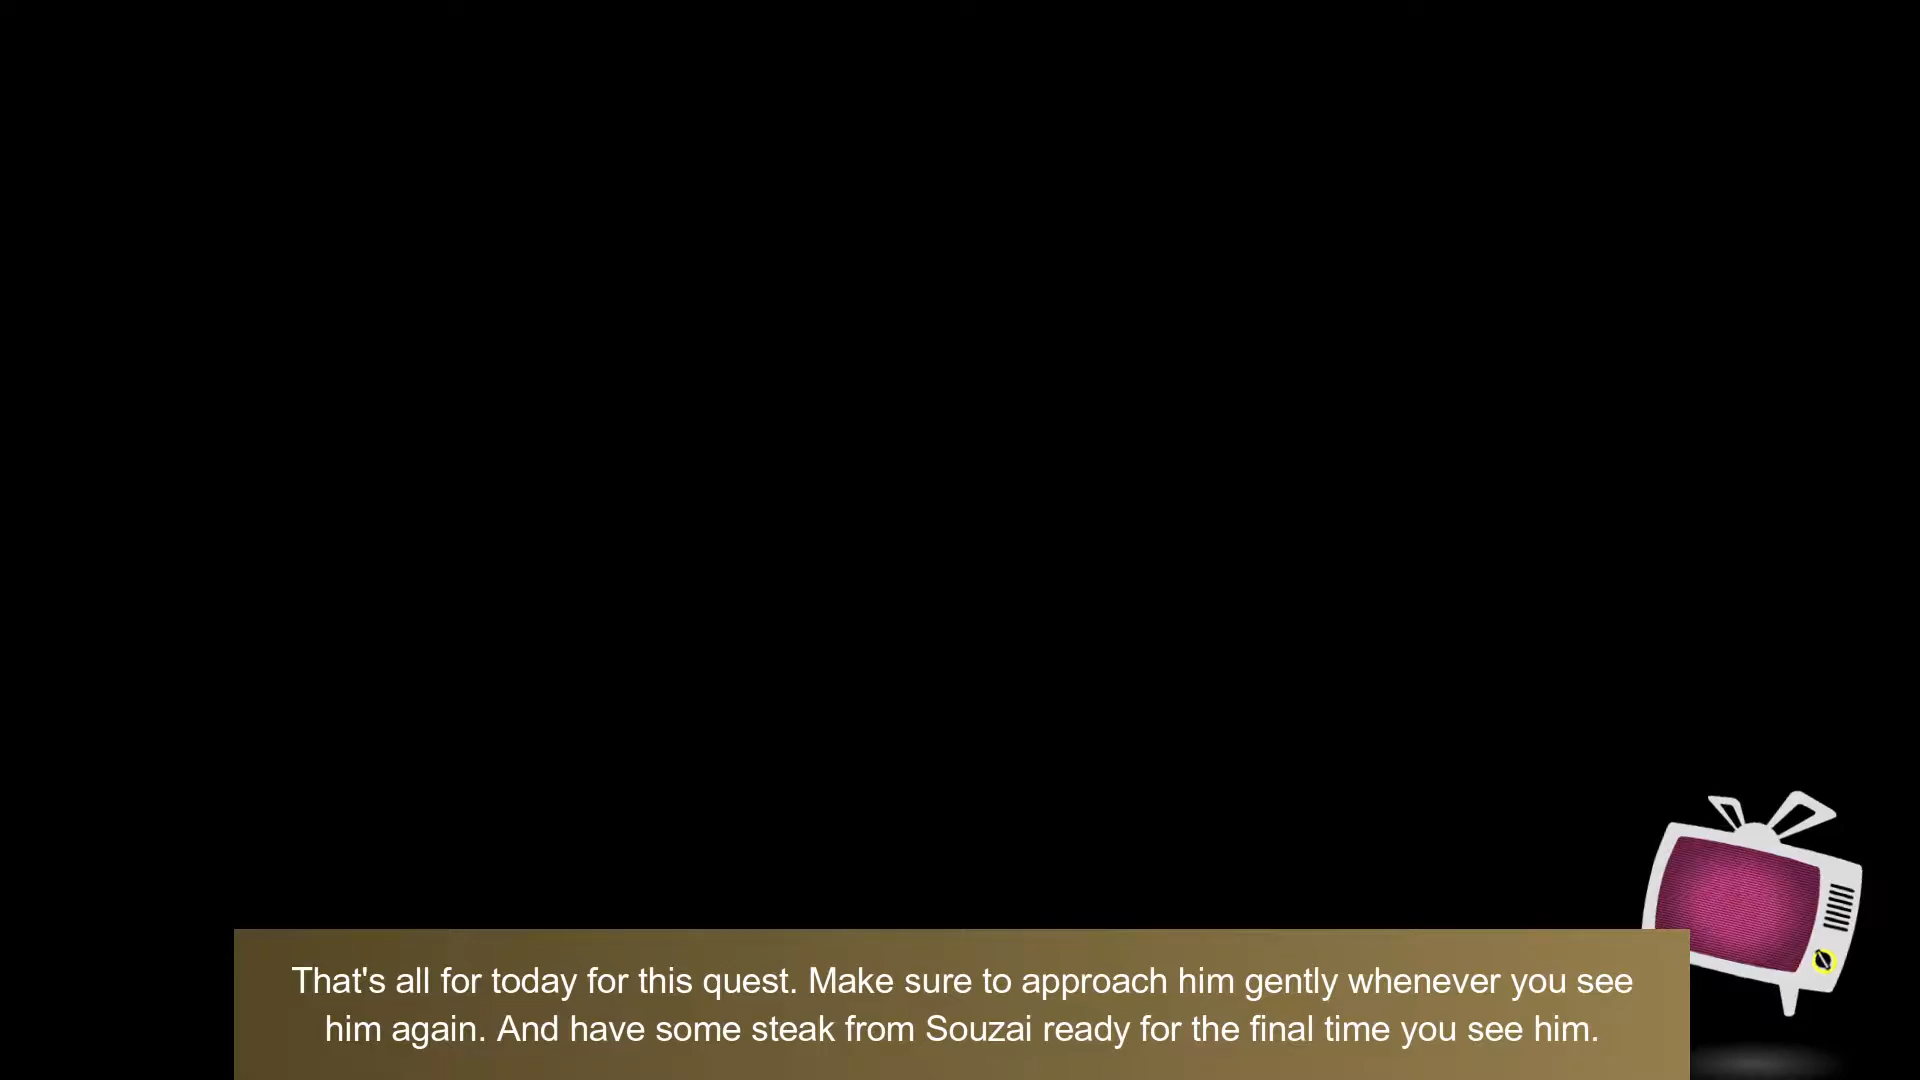 That's all for today for this quest. Make sure to approach him gently whenever you see
him again. And have some steak from Souzai ready for the final time you see him.